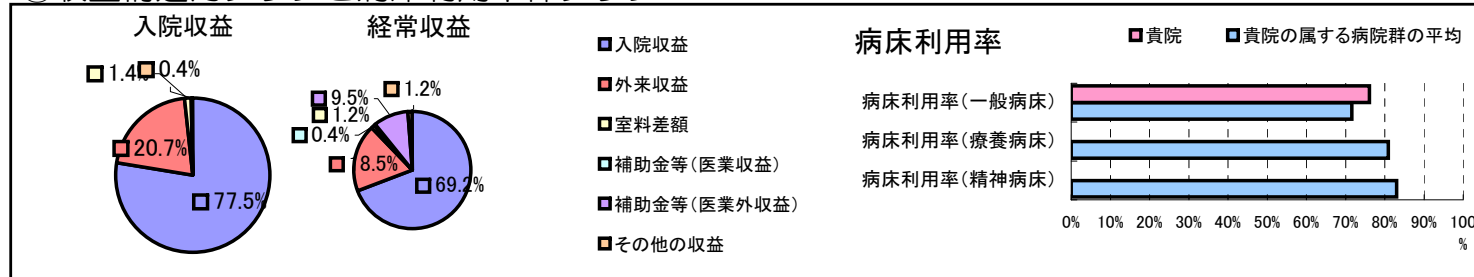 入院収益
1.4%
0.4%
20.7%
77.5%
経常収益
1.2%
9.5%
1.2%
0.4%
8.5%
69.2%
入院収益
外来収益
室料差額
補助金等(医業収益)
補助金等(医業外収益)
その他の収益
病床利用率
貴院
貴院の属する病院群の平均
病床利用率(一般病床)
病床利用率(療養病床)
病床利用率(精神病床)
0% 10% 20% 30% 40% 50% 60% 70% 80% 90% 100
%